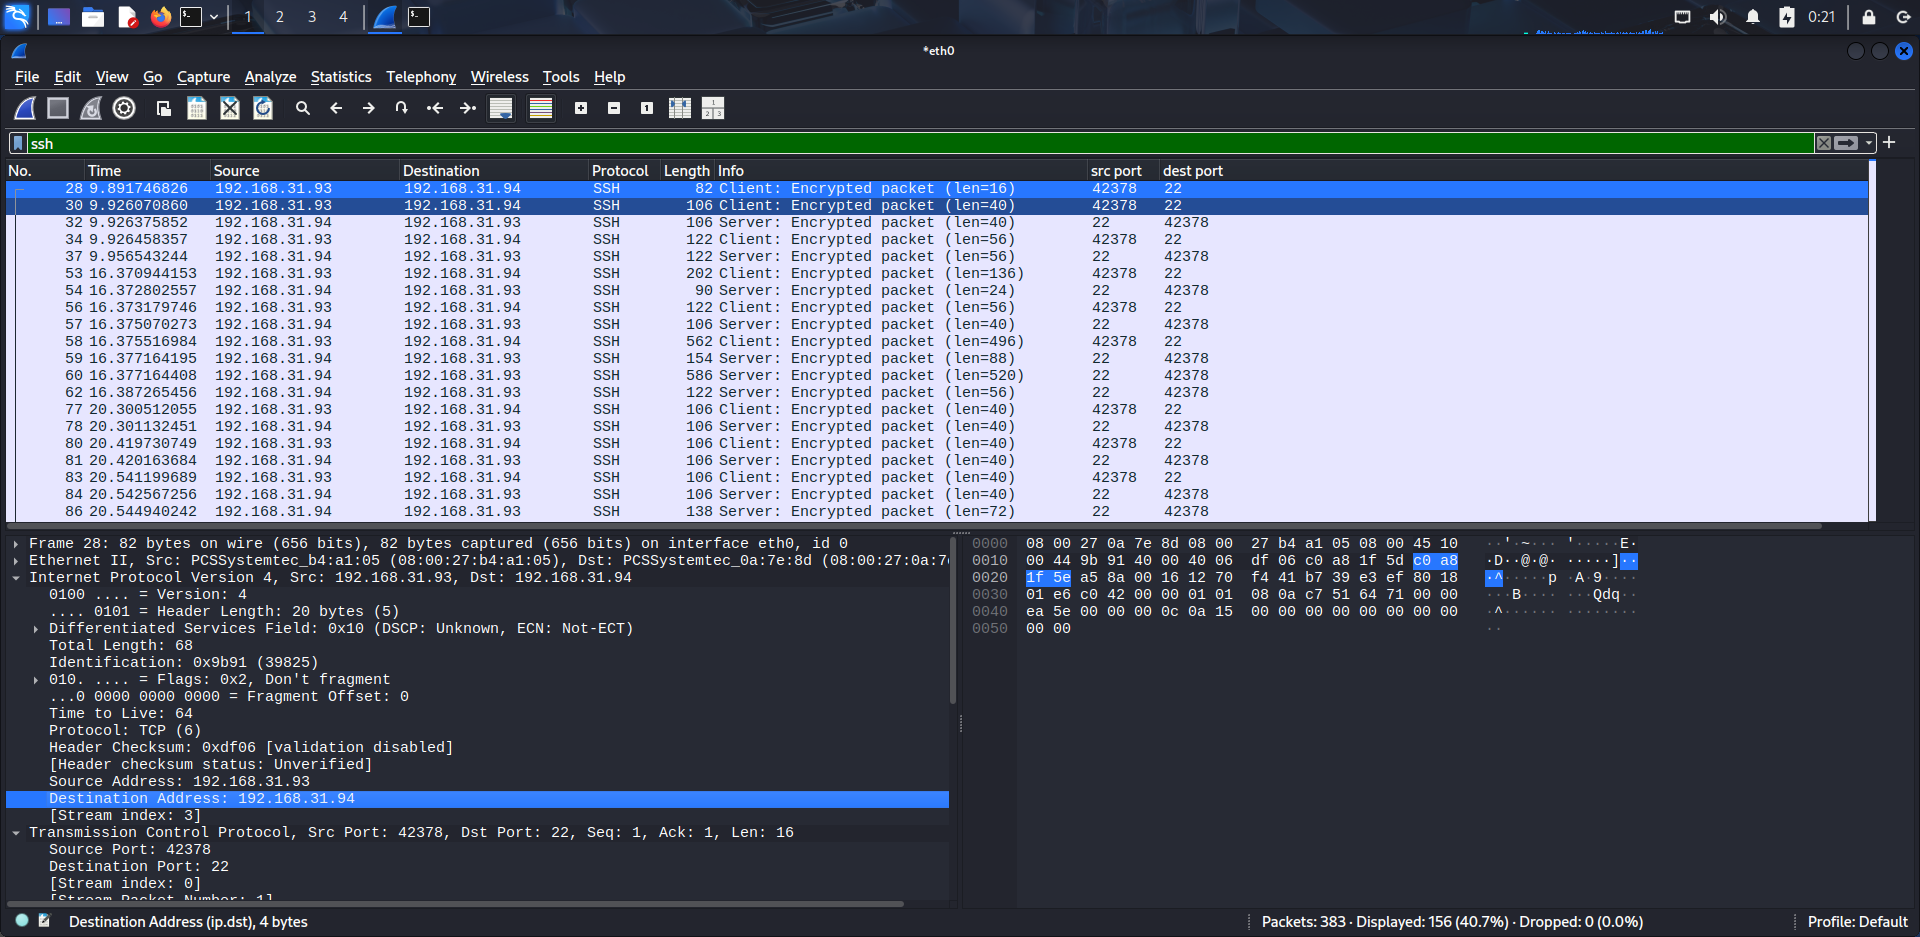 1 2 3 4 0:21
*eth0
File Edit View Go Capture Analyze Statistics Telephony Wireless Tools Help
ssh
No. Time Source Destination Protocol Length Info src port dest port
28 9.891746826 192.168.31.93 192.168.31.94 SSH 82 Client: Encrypted packet (len=16) 42378 22
30 9.926070860 192.168.31.93 192.168.31.94 SSH 106 Client: Encrypted packet (len=40) 42378 22
32 9.926375852 192.168.31.94 192.168.31.93 SSH 106 Server: Encrypted packet (len=40) 22 42378
34 9.926458357 192.168.31.93 192.168.31.94 SSH 122 Client: Encrypted packet (len=56) 42378 22
37 9.956543244 192.168.31.94 192.168.31.93 SSH 122 Server: Encrypted packet (len=56) 22 42378
53 16.370944153 192.168.31.93 192.168.31.94 SSH 202 Client: Encrypted packet (len=136) 42378 22
54 16.372802557 192.168.31.94 192.168.31.93 SSH 90 Server: Encrypted packet (len=24) 22 42378
56 16.373179746 192.168.31.93 192.168.31.94 SSH 122 Client: Encrypted packet (len=56) 42378 22
57 16.375070273 192.168.31.94 192.168.31.93 SSH 106 Server: Encrypted packet (len=40) 22 42378
58 16.375516984 192.168.31.93 192.168.31.94 SSH 562 Client: Encrypted packet (len=496) 42378 22
59 16.377164195 192.168.31.94 192.168.31.93 SSH 154 Server: Encrypted packet (len=88) 22 42378
60 16.377164408 192.168.31.94 192.168.31.93 SSH 586 Server: Encrypted packet (len=520) 22 42378
62 16.387265456 192.168.31.94 192.168.31.93 SSH 122 Server: Encrypted packet (len=56) 22 42378
77 20.300512055 192.168.31.93 192.168.31.94 SSH 106 Client: Encrypted packet (len=40) 42378 22
78 20.301132451 192.168.31.94 192.168.31.93 SSH 106 Server: Encrypted packet (len=40) 22 42378
80 20.419730749 192.168.31.93 192.168.31.94 SSH 106 Client: Encrypted packet (len=40) 42378 22
81 20.420163684 192.168.31.94 192.168.31.93 SSH 106 Server: Encrypted packet (len=40) 22 42378
83 20.541199689 192.168.31.93 192.168.31.94 SSH 106 Client: Encrypted packet (len=40) 42378 22
84 20.542567256 192.168.31.94 192.168.31.93 SSH 106 Server: Encrypted packet (len=40) 22 42378
86 20.544940242 192.168.31.94 192.168.31.93 SSH 138 Server: Encrypted packet (len=72) 22 42378
Frame 28: 82 bytes on wire (656 bits), 82 bytes captured (656 bits) on interface eth0, id 0
Ethernet II, Src: PCSSystemtec_b4:a1:05 (08:00:27:b4:a1:05), Dst: PCSSystemtec_0a:7e:8d (08:00:27:0a:7e
Internet Protocol Version 4, Src: 192.168.31.93, Dst: 192.168.31.94
0100 .... = Version: 4
.... 0101 = Header Length: 20 bytes (5)
Differentiated Services Field: 0x10 (DSCP: Unknown, ECN: Not-ECT)
Total Length: 68
Identification: 0x9b91 (39825)
010. .... = Flags: 0x2, Don't fragment
...0 0000 0000 0000 = Fragment Offset: 0
Time to Live: 64
Protocol: TCP (6)
Header Checksum: 0xdf06 [validation disabled]
[Header checksum status: Unverified]
Source Address: 192.168.31.93
Destination Address: 192.168.31.94
[Stream index: 3]
Transmission Control Protocol, Src Port: 42378, Dst Port: 22, Seq: 1, Ack: 1, Len: 16
Source Port: 42378
Destination Port: 22
[Stream index: 0]
[Stream Packet Number: 1]
0000 08 00 27 0a 7e 8d 08 00 27 b4 a1 05 08 00 45 10 ··'·~··· '·····E·
0010 00 44 9b 91 40 00 40 06 df 06 c0 a8 1f 5d c0 a8 ·D··@·@· ·····]··
0020 1f 5e a5 8a 00 16 12 70 f4 41 b7 39 e3 ef 80 18 ·^·····p ·A·9····
0030 01 e6 c0 42 00 00 01 01 08 0a c7 51 64 71 00 00 ···B···· ···Qdq··
0040 ea 5e 00 00 00 0c 0a 15 00 00 00 00 00 00 00 00 ·^······ ········
0050 00 00 ··
Destination Address (ip.dst), 4 bytes
Packets: 383 · Displayed: 156 (40.7%) · Dropped: 0 (0.0%)
Profile: Default